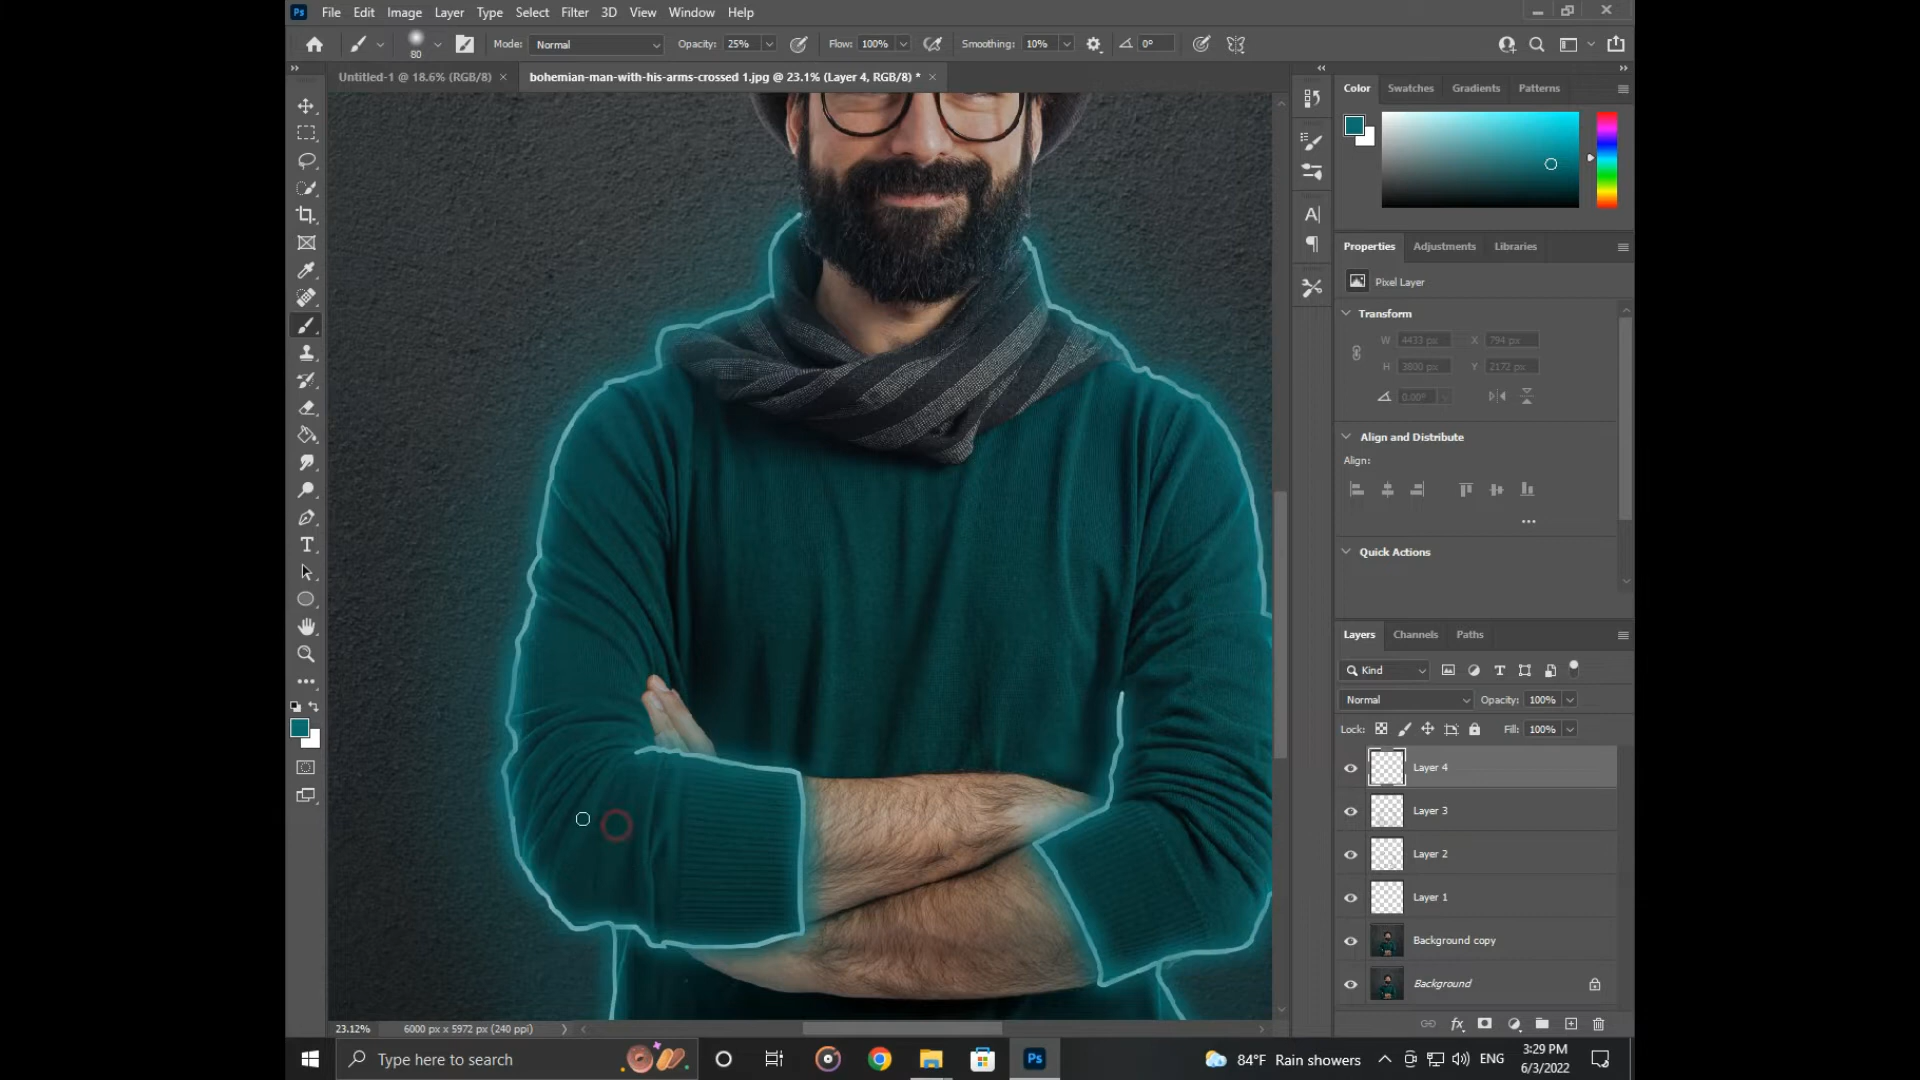 Ps File Edit Image Layer Type Select Filter 3D View Window Help
80 Mode: Normal Opacity: 25% Flow: 100% Smoothing: 10% 0°
Untitled-1 @ 18.6% (RGB/8) × bohemian-man-with-his-arms-crossed 1.jpg @ 23.1% (Layer 4, RGB/8) * ×
Color Swatches Gradients Patterns
Properties Adjustments Libraries
Pixel Layer
Transform
W 4433 px X 794 px
H 3800 px Y 2172 px
0.00°
Align and Distribute
Align:
Quick Actions
Layers Channels Paths
Kind
Normal Opacity: 100%
Lock: Fill: 100%
Layer 4
Layer 3
Layer 2
Layer 1
Background copy
Background
23.12% 6000 px x 5972 px (240 ppi)
Type here to search
Ps
84°F Rain showers
ENG
3:29 PM
6/3/2022